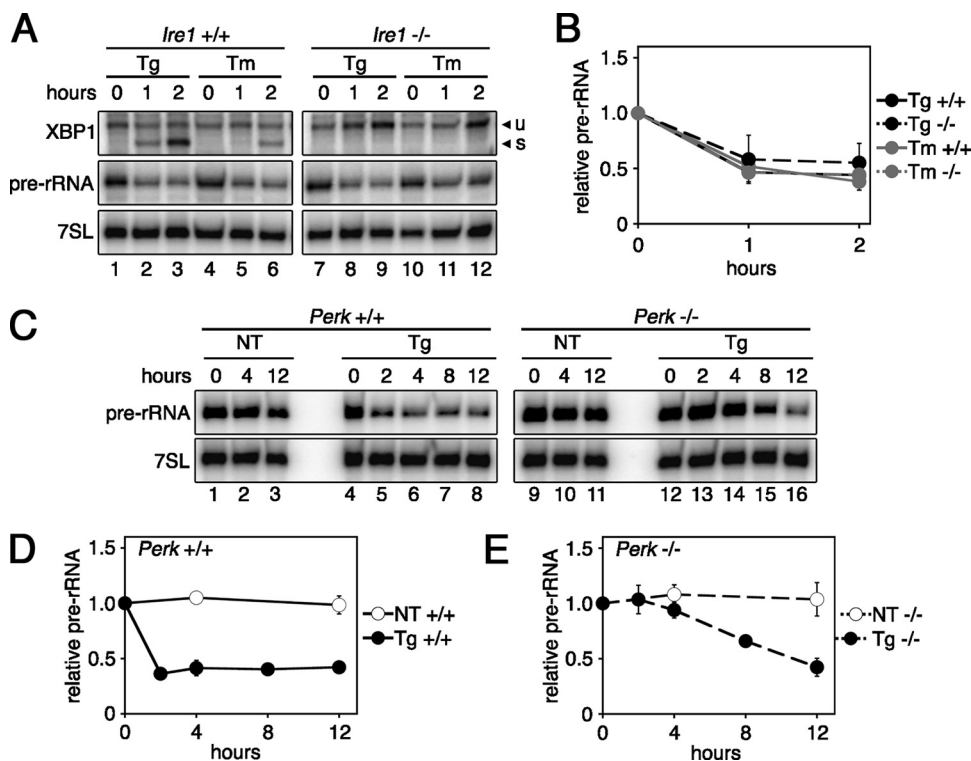 A
Ire1 +/+ Ire1 -/-
Tg Tm Tg Tm
hours 0 1 2 0 1 2 0 1 2 0 1 2
XBP1 u
s
pre-rRNA
7SL
1 2 3 4 5 6 7 8 9 10 11 12
B
relative pre-rRNA
1.5
1.0
0.5
0
0 1 2
hours
Tg +/+
Tg -/-
Tm +/+
Tm -/-
C
Perk +/+ Perk -/-
NT Tg NT Tg
hours 0 4 12 0 2 4 8 12 0 4 12 0 2 4 8 12
pre-rRNA
7SL
1 2 3 4 5 6 7 8 9 10 11 12 13 14 15 16
D
relative pre-rRNA
Perk +/+
1.5
1.0
0.5
0
0 4 8 12
hours
NT +/+
Tg +/+
E
relative pre-rRNA
Perk -/-
1.5
1.0
0.5
0
0 4 8 12
hours
NT -/-
Tg -/-